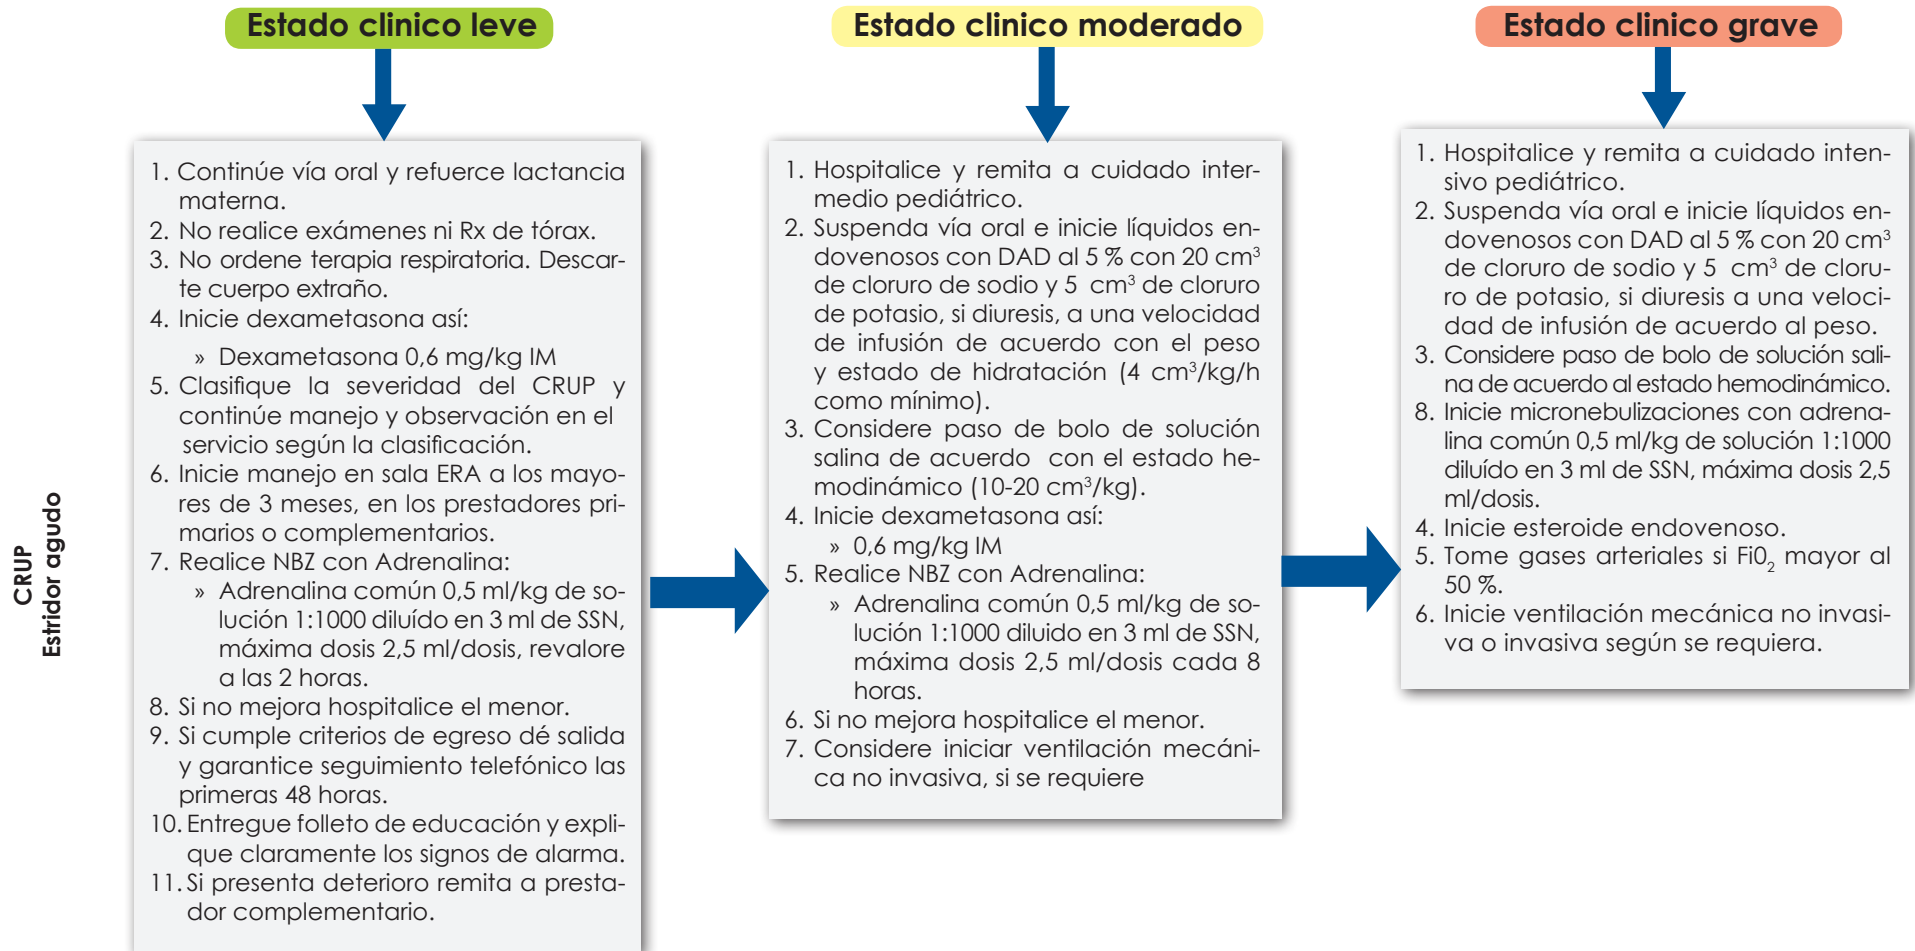 Estado clinico leve
1. Continúe vía oral y refuerce lactancia
materna.
2. No realice exámenes ni Rx de tórax.
3. No ordene terapia respiratoria. Descar-
te cuerpo extraño.
4. Inicie dexametasona así:
» Dexametasona 0,6 mg/kg IM
5. Clasifique la severidad del CRUP y
continúe manejo y observación en el
servicio según la clasificación.
6. Inicie manejo en sala ERA a los mayo-
res de 3 meses, en los prestadores pri-
marios o complementarios.
7. Realice NBZ con Adrenalina:
» Adrenalina común 0,5 ml/kg de so-
lución 1:1000 diluído en 3 ml de SSN,
máxima dosis 2,5 ml/dosis, revalore
a las 2 horas.
8. Si no mejora hospitalice el menor.
9. Si cumple criterios de egreso dé salida
y garantice seguimiento telefónico las
primeras 48 horas.
10. Entregue folleto de educación y expli-
que claramente los signos de alarma.
11. Si presenta deterioro remita a presta-
dor complementario.
Estado clinico moderado
1. Hospitalice y remita a cuidado inter-
medio pediátrico.
2. Suspenda vía oral e inicie líquidos en-
dovenosos con DAD al 5 % con 20 cm³
de cloruro de sodio y 5 cm³ de cloruro
de potasio, si diuresis, a una velocidad
de infusión de acuerdo con el peso
y estado de hidratación (4 cm³/kg/h
como mínimo).
3. Considere paso de bolo de solución
salina de acuerdo con el estado he-
modinámico (10-20 cm³/kg).
4. Inicie dexametasona así:
» 0,6 mg/kg IM
5. Realice NBZ con Adrenalina:
» Adrenalina común 0,5 ml/kg de so-
lución 1:1000 diluido en 3 ml de SSN,
máxima dosis 2,5 ml/dosis cada 8
horas.
6. Si no mejora hospitalice el menor.
7. Considere iniciar ventilación mecáni-
ca no invasiva, si se requiere
Estado clinico grave
1. Hospitalice y remita a cuidado inten-
sivo pediátrico.
2. Suspenda vía oral e inicie líquidos en-
dovenosos con DAD al 5 % con 20 cm³
de cloruro de sodio y 5 cm³ de cloru-
ro de potasio, si diuresis a una veloci-
dad de infusión de acuerdo al peso.
3. Considere paso de bolo de solución sali-
na de acuerdo al estado hemodinámico.
8. Inicie micronebulizaciones con adrena-
lina común 0,5 ml/kg de solución 1:1000
diluído en 3 ml de SSN, máxima dosis 2,5
ml/dosis.
4. Inicie esteroide endovenoso.
5. Tome gases arteriales si Fi0₂ mayor al
50 %.
6. Inicie ventilación mecánica no invasi-
va o invasiva según se requiera.
CRUP
Estridor agudo